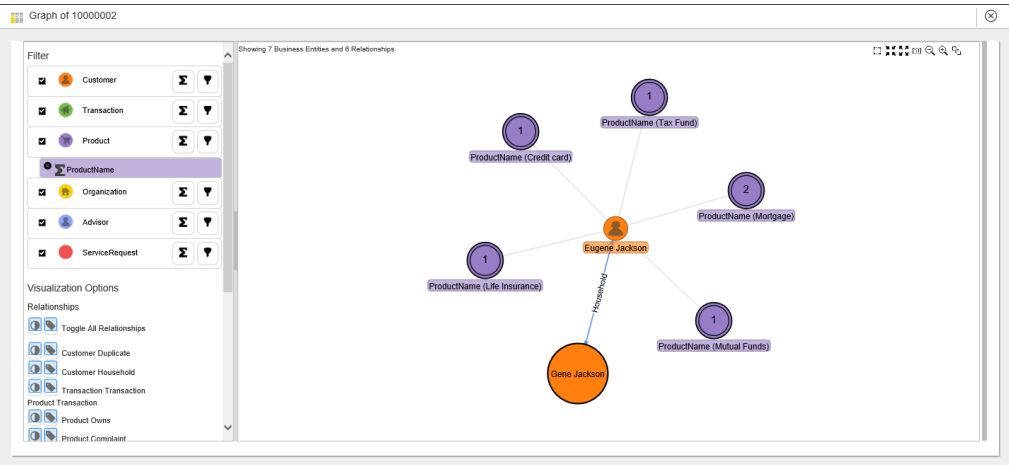 Graph of 10000002
Filter
Customer
Transaction
Product
ProductName
Organization
Advisor
ServiceRequest
Visualization Options
Relationships
Toggle All Relationships
Customer Duplicate
Customer Household
Transaction Transaction
Product Transaction
Product Owns
Product Complaint
Showing 7 Business Entities and 6 Relationships
1
ProductName (Tax Fund)
1
ProductName (Credit card)
2
ProductName (Mortgage)
Eugene Jackson
1
ProductName (Life Insurance)
Household
1
ProductName (Mutual Funds)
Gene Jackson